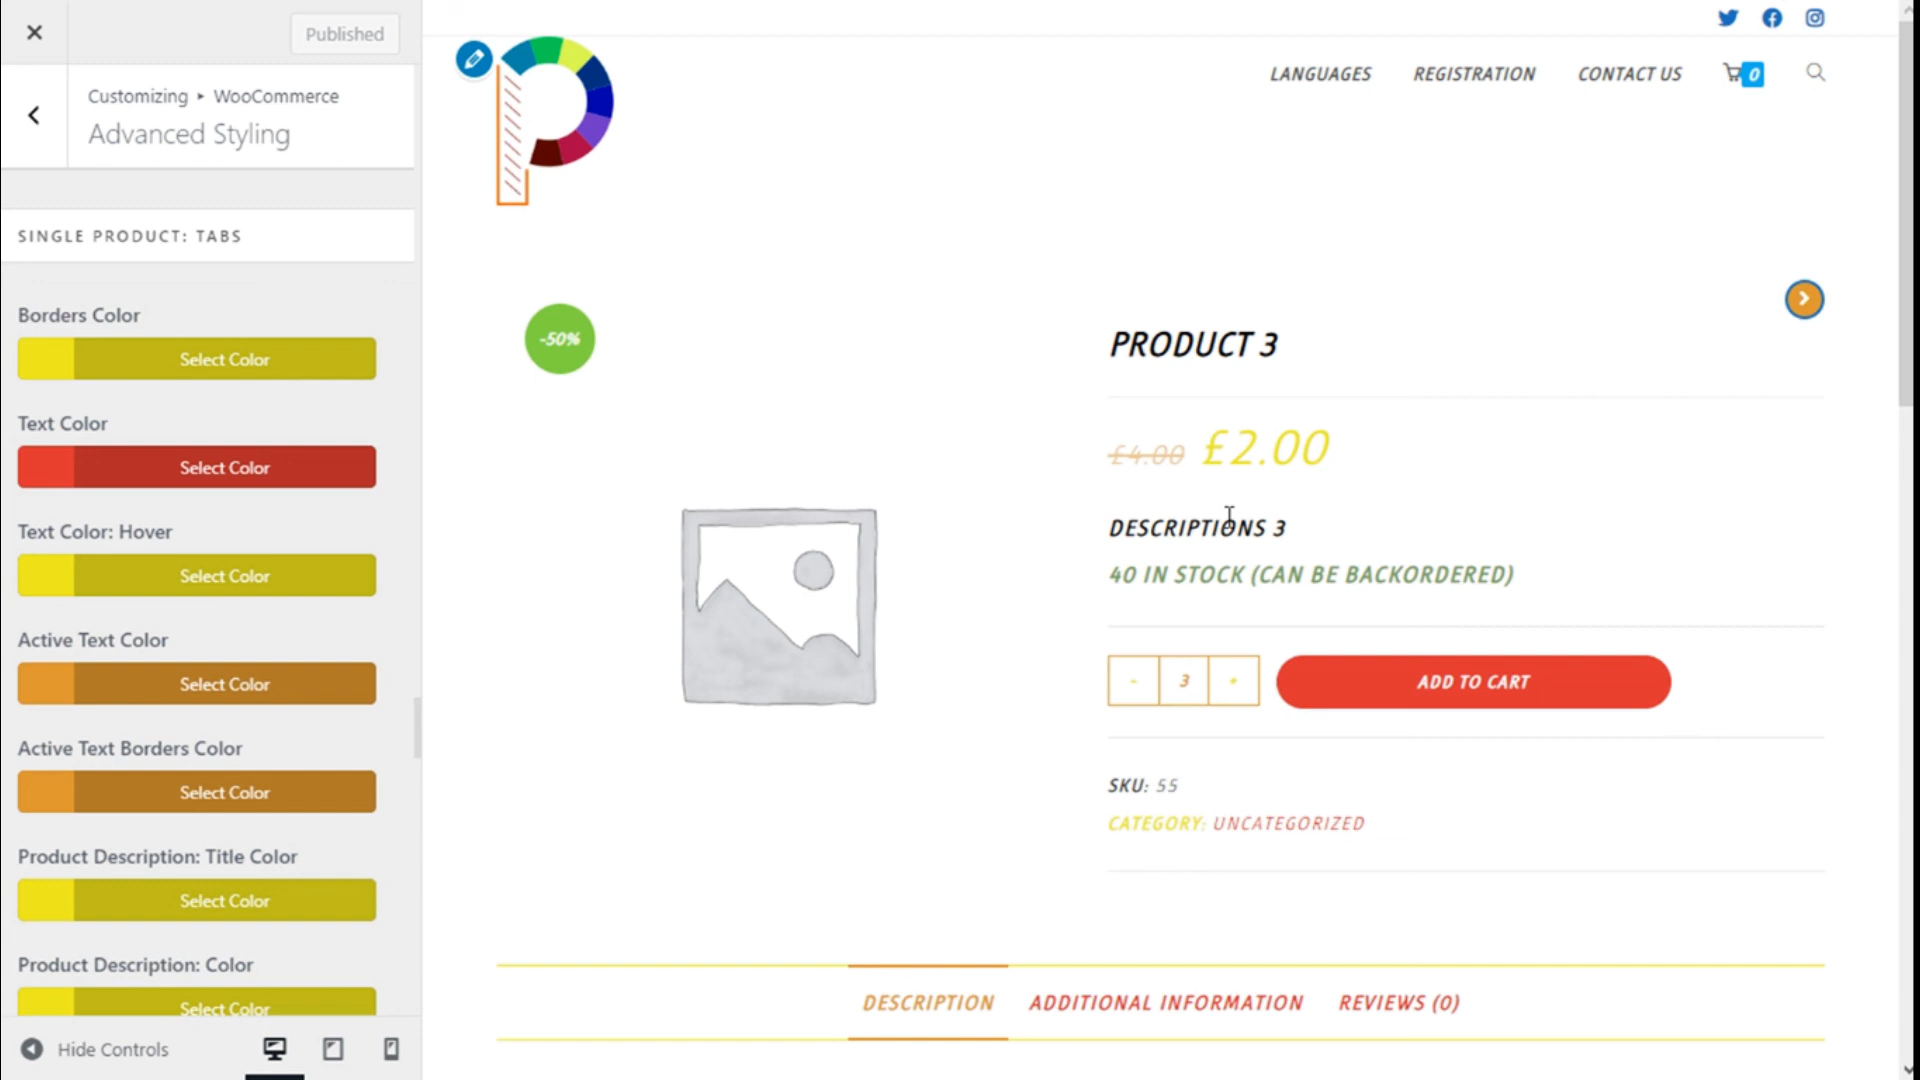 Published
Customizing ▸ WooCommerce
Advanced Styling
SINGLE PRODUCT: TABS
Borders Color
Select Color
Text Color
Select Color
Text Color: Hover
Select Color
Active Text Color
Select Color
Active Text Borders Color
Select Color
Product Description: Title Color
Select Color
Product Description: Color
Select Color
Hide Controls
LANGUAGES REGISTRATION CONTACT US 0
-50%
PRODUCT 3
£4.00 £2.00
DESCRIPTIONS 3
40 IN STOCK (CAN BE BACKORDERED)
- 3 + ADD TO CART
SKU: 55
CATEGORY: UNCATEGORIZED
DESCRIPTION ADDITIONAL INFORMATION REVIEWS (0)